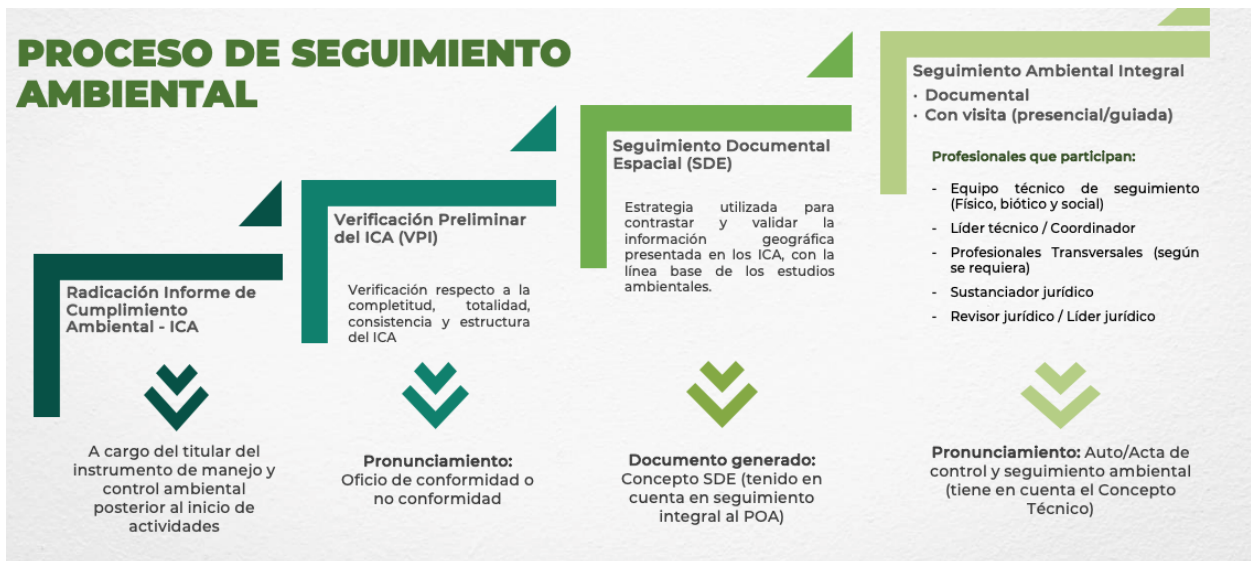 PROCESO DE SEGUIMIENTO
AMBIENTAL
Radicación Informe de
Cumplimiento
Ambiental - ICA
A cargo del titular del
instrumento de manejo y
control ambiental
posterior al inicio de
actividades
Verificación Preliminar
del ICA (VPI)
Verificación respecto a la
completitud, totalidad,
consistencia y estructura
del ICA
Pronunciamiento:
Oficio de conformidad o
no conformidad
Seguimiento Documental
Espacial (SDE)
Estrategia utilizada para
contrastar y validar la
información geográfica
presentada en los ICA, con la
línea base de los estudios
ambientales.
Documento generado:
Concepto SDE (tenido en
cuenta en seguimiento
integral al POA)
Seguimiento Ambiental Integral
• Documental
• Con visita (presencial/guiada)
Profesionales que participan:
- Equipo técnico de seguimiento
(Físico, biótico y social)
- Líder técnico / Coordinador
- Profesionales Transversales (según
se requiera)
- Sustanciador jurídico
- Revisor jurídico / Líder jurídico
Pronunciamiento: Auto/Acta de
control y seguimiento ambiental
(tiene en cuenta el Concepto
Técnico)